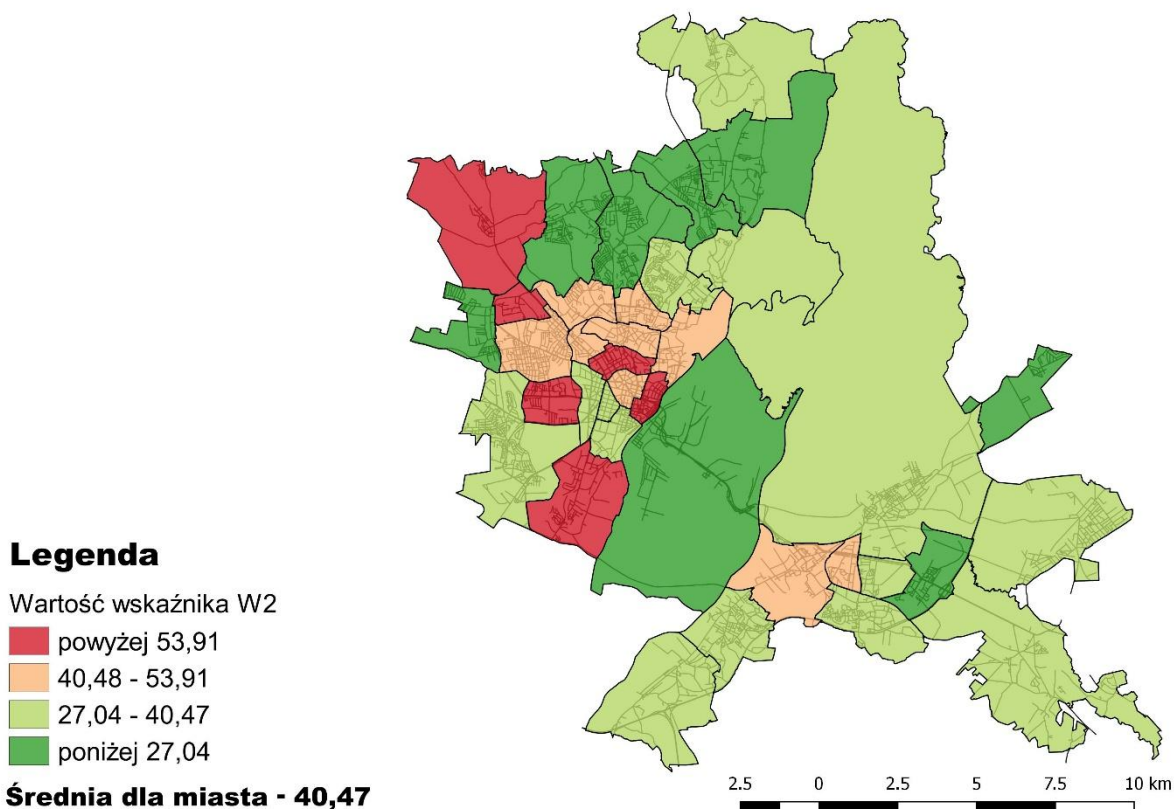 Legenda
Wartość wskaźnika W2
powyżej 53,91
40,48 - 53,91
27,04 - 40,47
poniżej 27,04
Średnia dla miasta - 40,47
2.5 0 2.5 5 7.5 10 km